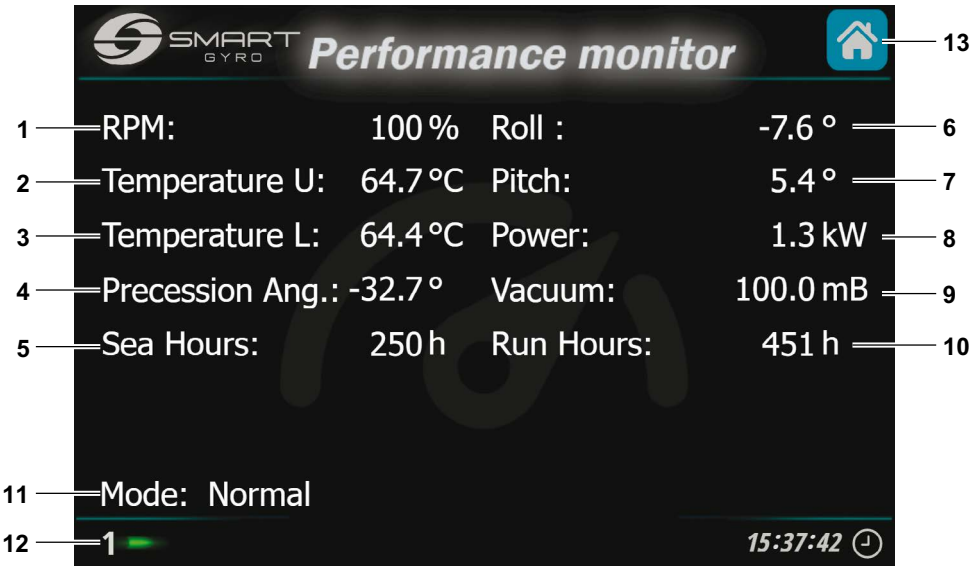 SMART
GYRO
Performance monitor
13
1 RPM: 100 % Roll : -7.6 ° 6
2 Temperature U: 64.7 °C Pitch: 5.4 ° 7
3 Temperature L: 64.4 °C Power: 1.3 kW 8
4 Precession Ang.: -32.7 ° Vacuum: 100.0 mB 9
5 Sea Hours: 250 h Run Hours: 451 h 10
11 Mode: Normal
12 1 15:37:42